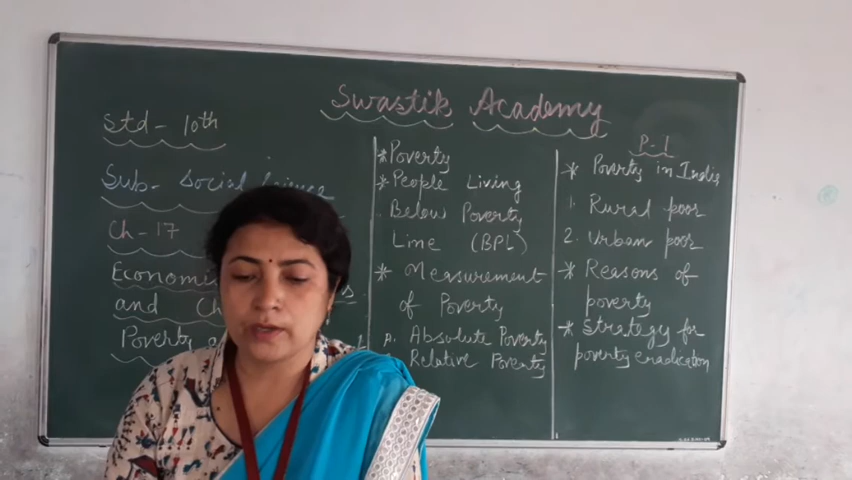 Swastik Academy
Std - 10th
Sub - Social Science
Ch - 17
Economic
and Ch
Poverty
* Poverty
* People Living
Below Poverty
Line (BPL)
* Measurement
of Poverty
Absolute Poverty
Relative Poverty
P-1
* Poverty in India
1. Rural poor
2. Urban poor
* Reasons of
poverty
* Strategy for
poverty eradication